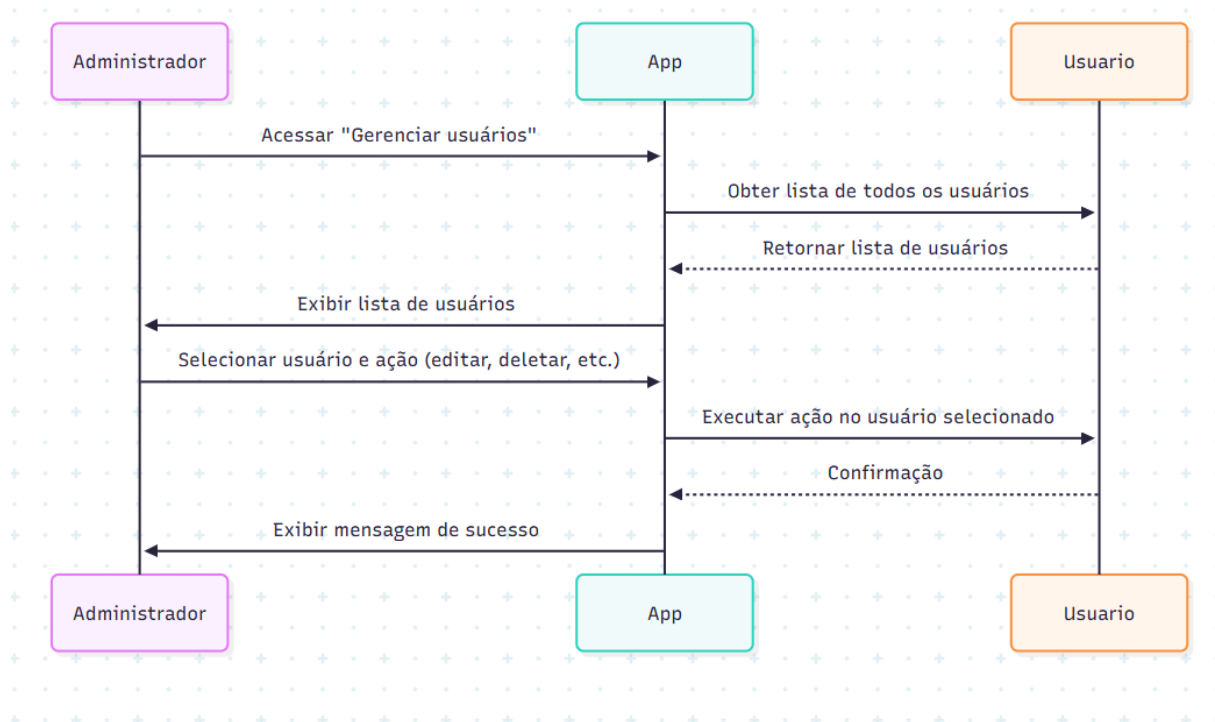 Administrador
App
Usuario
Acessar "Gerenciar usuários"
Obter lista de todos os usuários
Retornar lista de usuários
Exibir lista de usuários
Selecionar usuário e ação (editar, deletar, etc.)
Executar ação no usuário selecionado
Confirmação
Exibir mensagem de sucesso
Administrador
App
Usuario